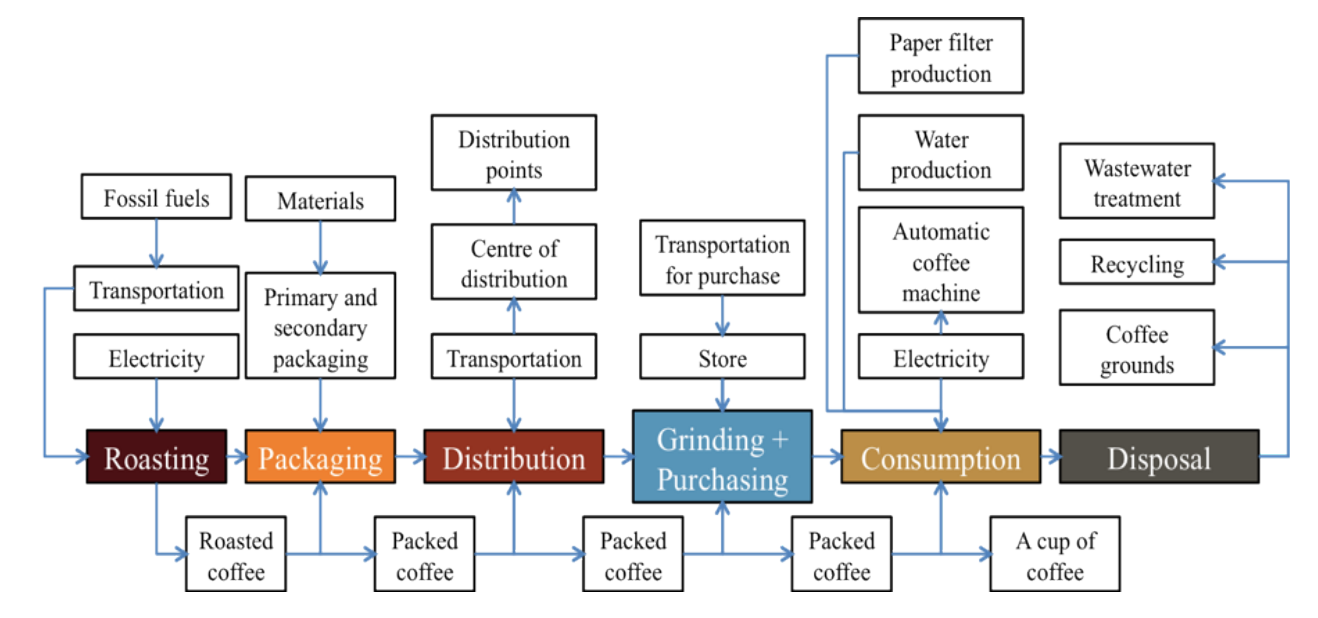 Paper filter
production
Distribution
points
Water
production
Wastewater
treatment
Fossil fuels
Materials
Centre of
distribution
Transportation
for purchase
Automatic
coffee
machine
Recycling
Transportation
Primary and
secondary
packaging
Electricity
Transportation
Store
Electricity
Coffee
grounds
Roasting
Packaging
Distribution
Grinding +
Purchasing
Consumption
Disposal
Roasted
coffee
Packed
coffee
Packed
coffee
Packed
coffee
A cup of
coffee